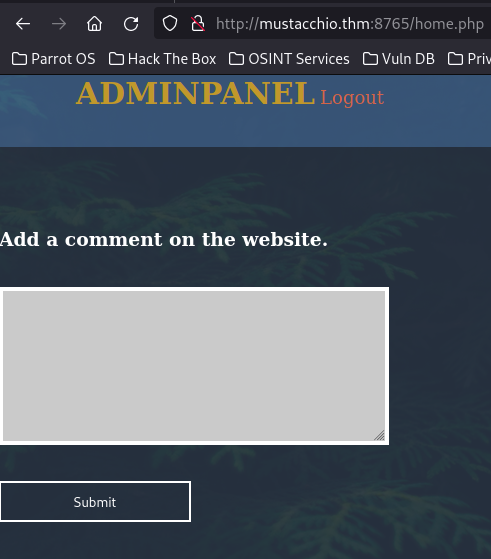 http://mustacchio.thm:8765/home.php
Parrot OS Hack The Box OSINT Services Vuln DB Priv
ADMINPANEL Logout
Add a comment on the website.
Submit